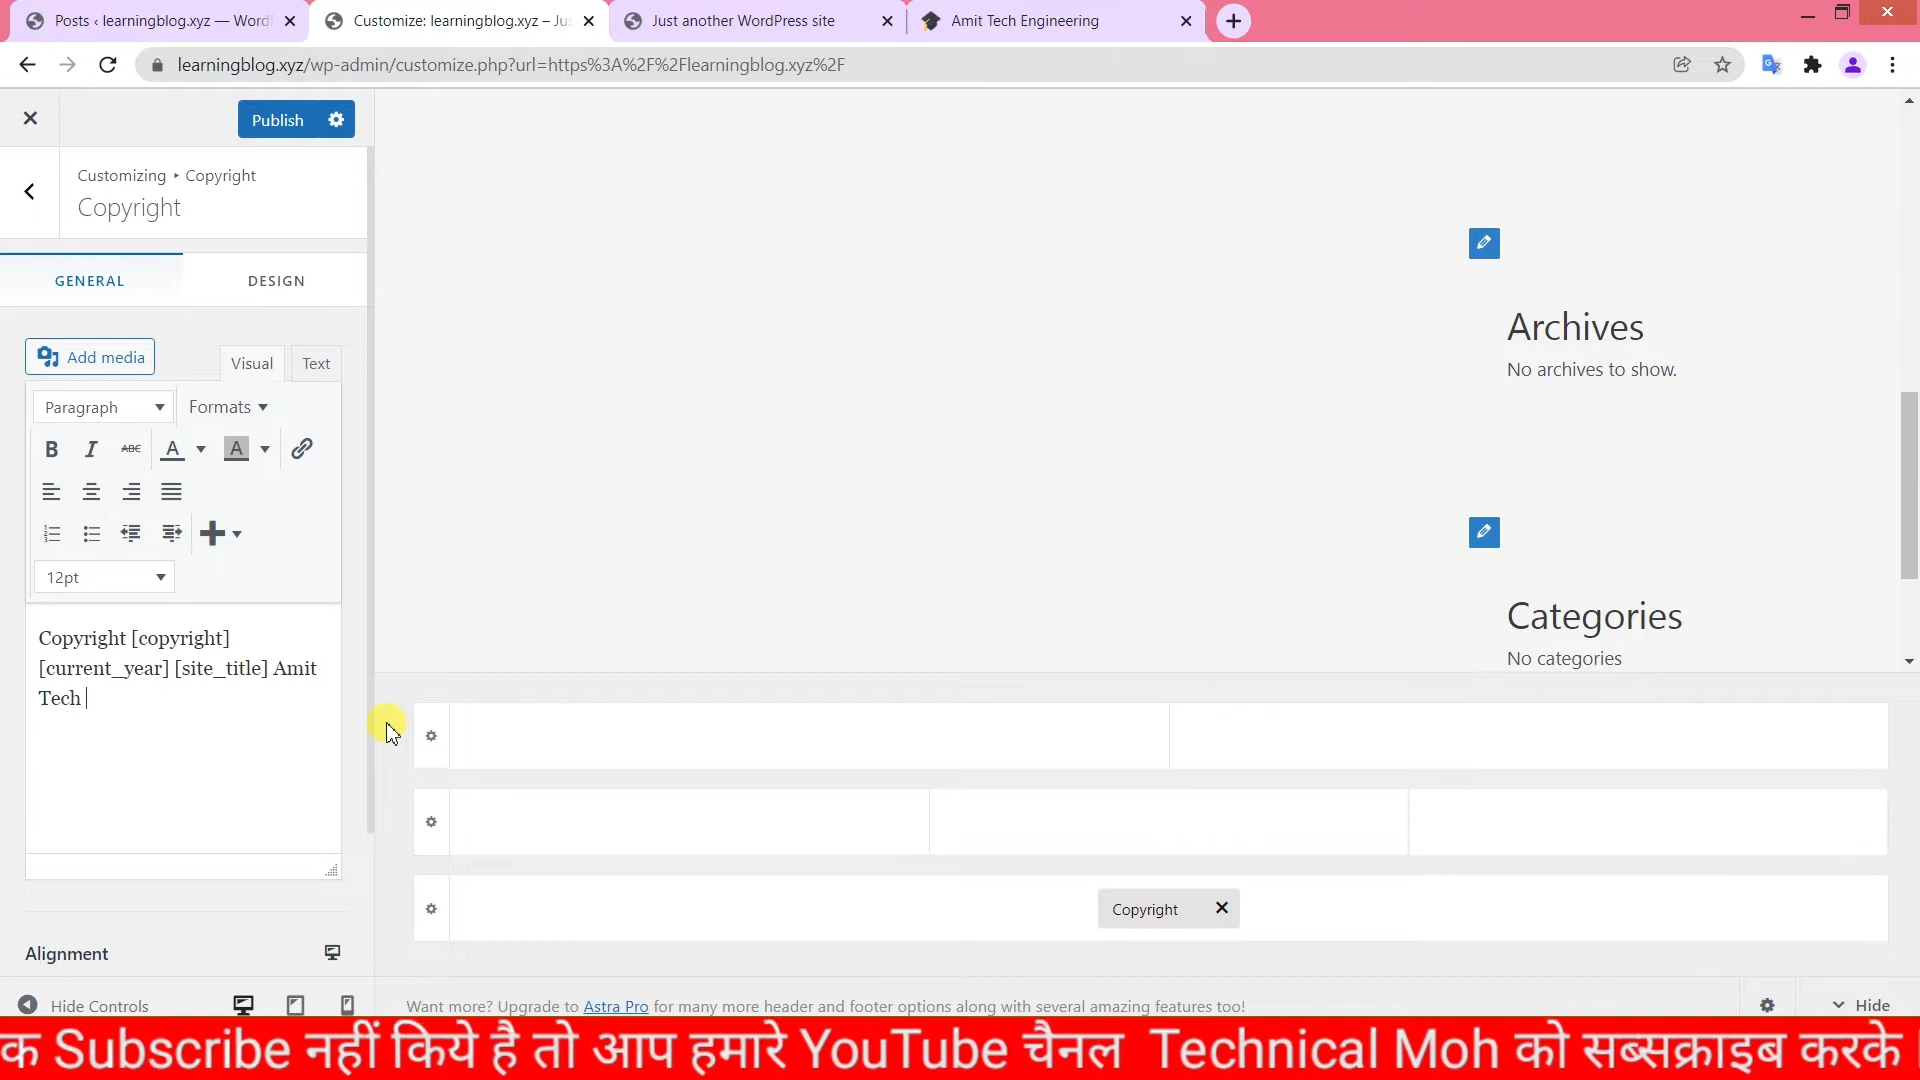 Posts ‹ learningblog.xyz — WordP
Customize: learningblog.xyz – Jus
Just another WordPress site
Amit Tech Engineering
learningblog.xyz/wp-admin/customize.php?url=https%3A%2F%2Flearningblog.xyz%2F
Publish
Customizing ▸ Copyright
Copyright
GENERAL
DESIGN
Add media
Visual
Text
Paragraph
Formats
B I ABC A A
12pt
Copyright [copyright]
[current_year] [site_title] Amit
Tech
Alignment
Hide Controls
Archives
No archives to show.
Categories
No categories
Copyright
Want more? Upgrade to Astra Pro for many more header and footer options along with several amazing features too!
Hide
क Subscribe नहीं किये है तो आप हमारे YouTube चैनल Technical Moh को सब्सक्राइब करके